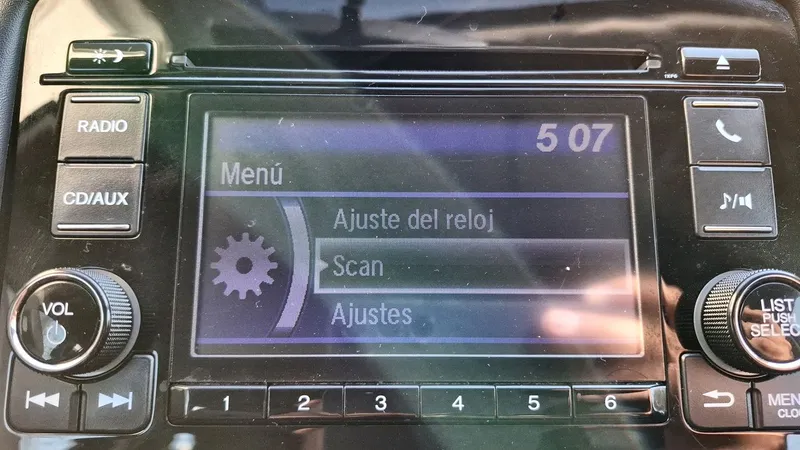 RADIO
CD/AUX
VOL
5 07
Menú
Ajuste del reloj
Scan
Ajustes
LIST
PUSH
SELEC
MEN
CLO
1 2 3 4 5 6